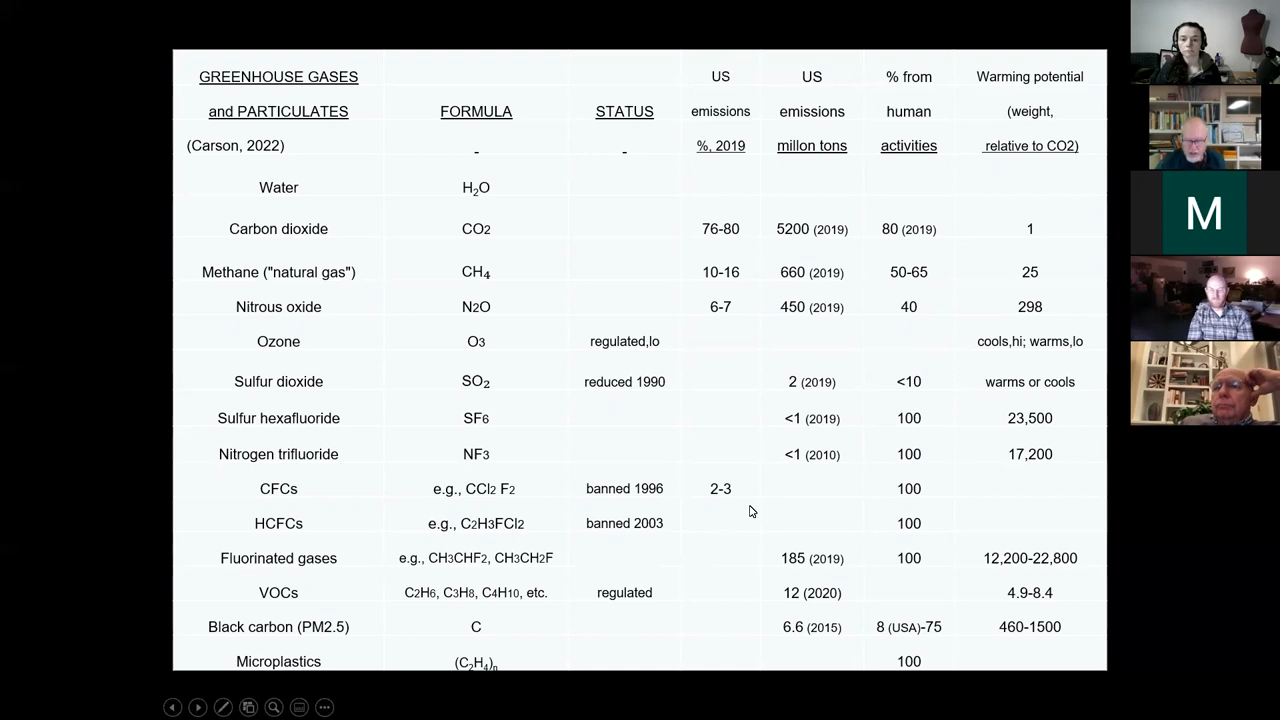 GREENHOUSE GASES US US % from Warming potential
and PARTICULATES FORMULA STATUS emissions emissions human (weight,
(Carson, 2022) - - %, 2019 millon tons activities relative to CO2)
Water H₂O
Carbon dioxide CO2 76-80 5200 (2019) 80 (2019) 1
Methane ("natural gas") CH₄ 10-16 660 (2019) 50-65 25
Nitrous oxide N2O 6-7 450 (2019) 40 298
Ozone O3 regulated,lo cools,hi; warms,lo
Sulfur dioxide SO₂ reduced 1990 2 (2019) <10 warms or cools
Sulfur hexafluoride SF6 <1 (2019) 100 23,500
Nitrogen trifluoride NF3 <1 (2010) 100 17,200
CFCs e.g., CCl2 F2 banned 1996 2-3 100
HCFCs e.g., C2H3FCl2 banned 2003 100
Fluorinated gases e.g., CH3CHF2, CH3CH2F 185 (2019) 100 12,200-22,800
VOCs C2H6, C3H8, C4H10, etc. regulated 12 (2020) 4.9-8.4
Black carbon (PM2.5) C 6.6 (2015) 8 (USA)-75 460-1500
Microplastics (C₂H₄)ₙ 100
M